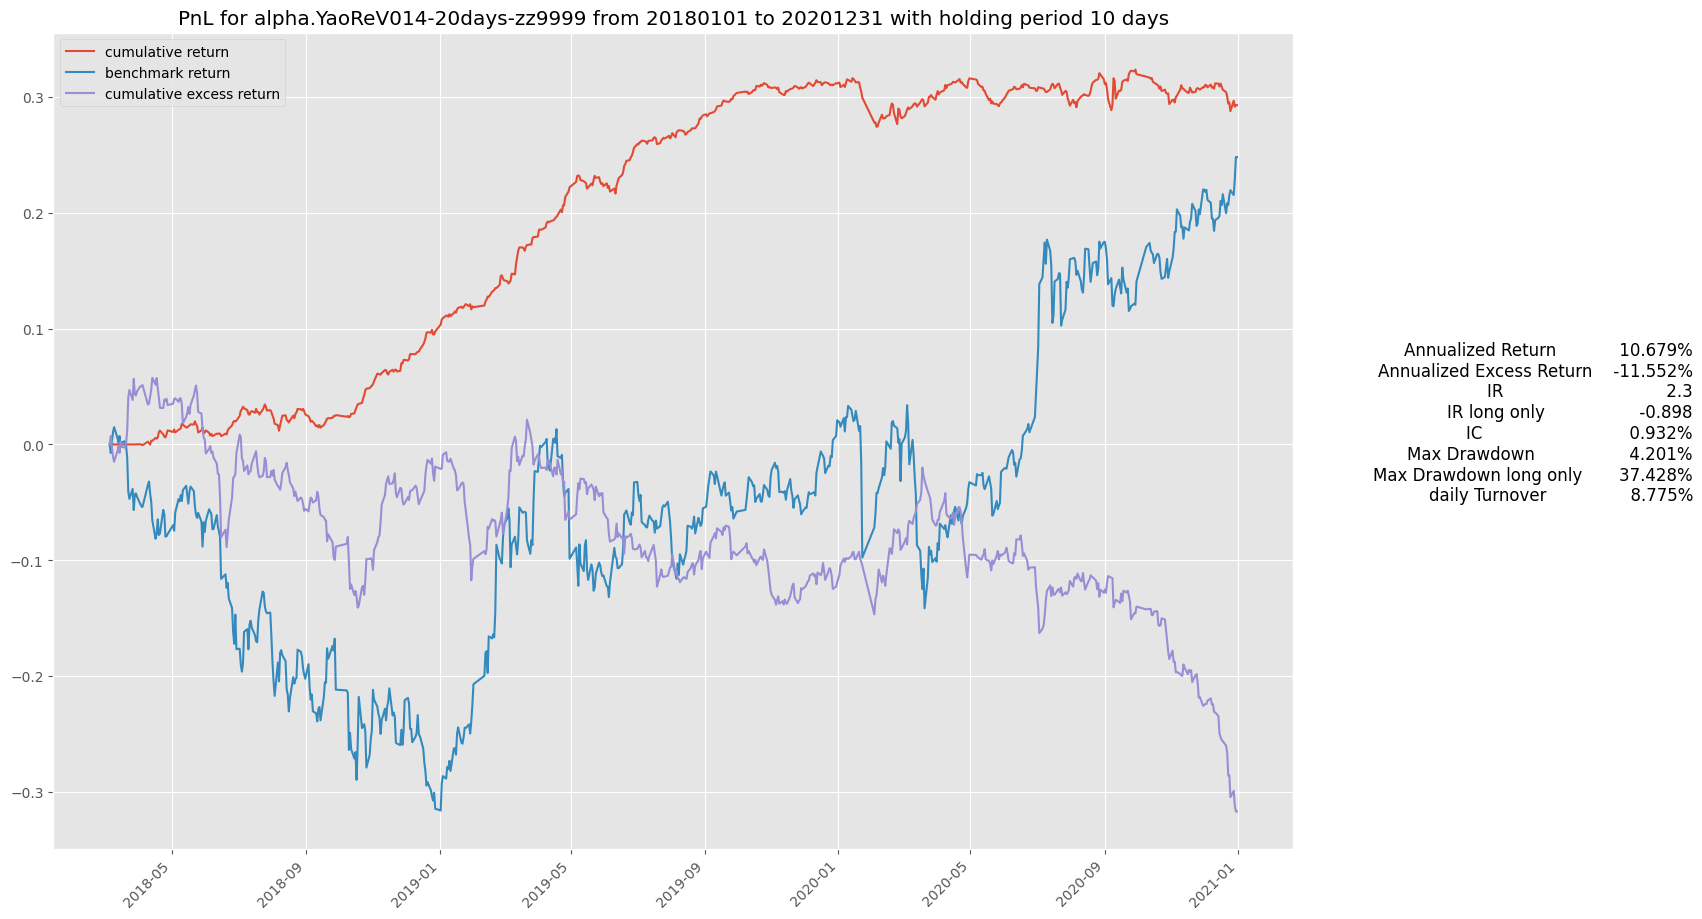 PnL for alpha.YaoReV014-20days-zz9999 from 20180101 to 20201231 with holding period 10 days
cumulative return
benchmark return
cumulative excess return
0.3
0.2
0.1
0.0
−0.1
−0.2
−0.3
2018-05
2018-09
2019-01
2019-05
2019-09
2020-01
2020-05
2020-09
2021-01
Annualized Return 10.679%
Annualized Excess Return -11.552%
IR 2.3
IR long only -0.898
IC 0.932%
Max Drawdown 4.201%
Max Drawdown long only 37.428%
daily Turnover 8.775%